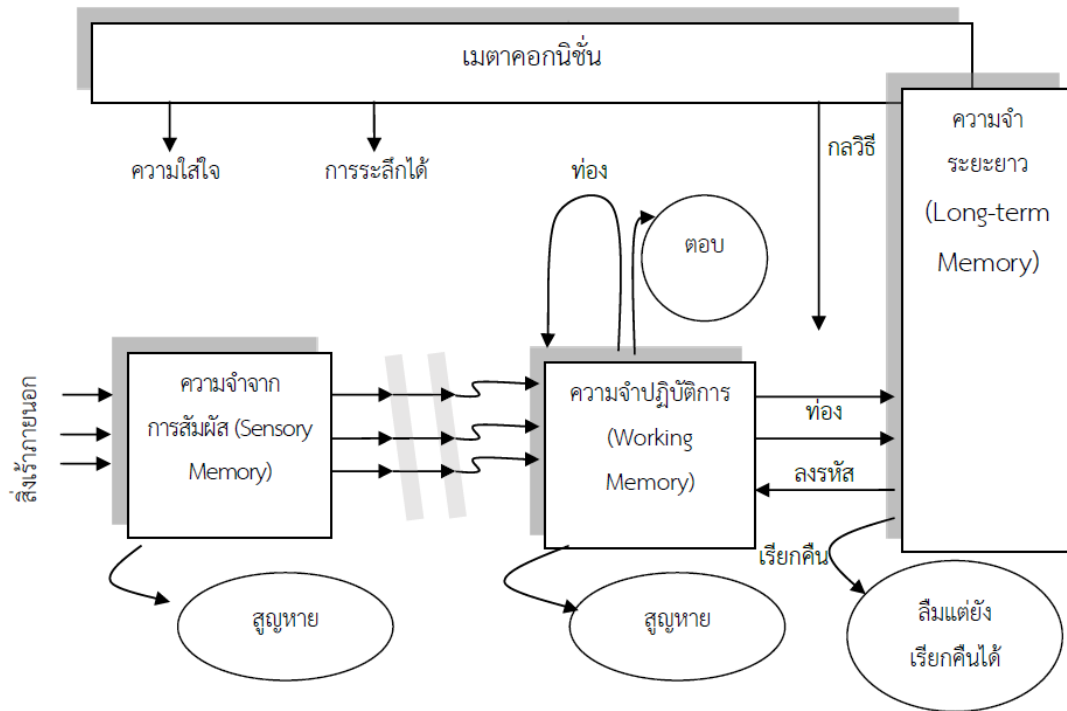 เมตาคอกนิชั่น
ความใส่ใจ
การระลึกได้
ท่อง
กลวิธี
ความจำ
ระยะยาว
(Long-term
Memory)
ตอบ
สิ่งเร้าภายนอก
ความจำจาก
การสัมผัส (Sensory
Memory)
ความจำปฏิบัติการ
(Working
Memory)
ท่อง
ลงรหัส
เรียกคืน
สูญหาย
สูญหาย
ลืมแต่ยัง
เรียกคืนได้